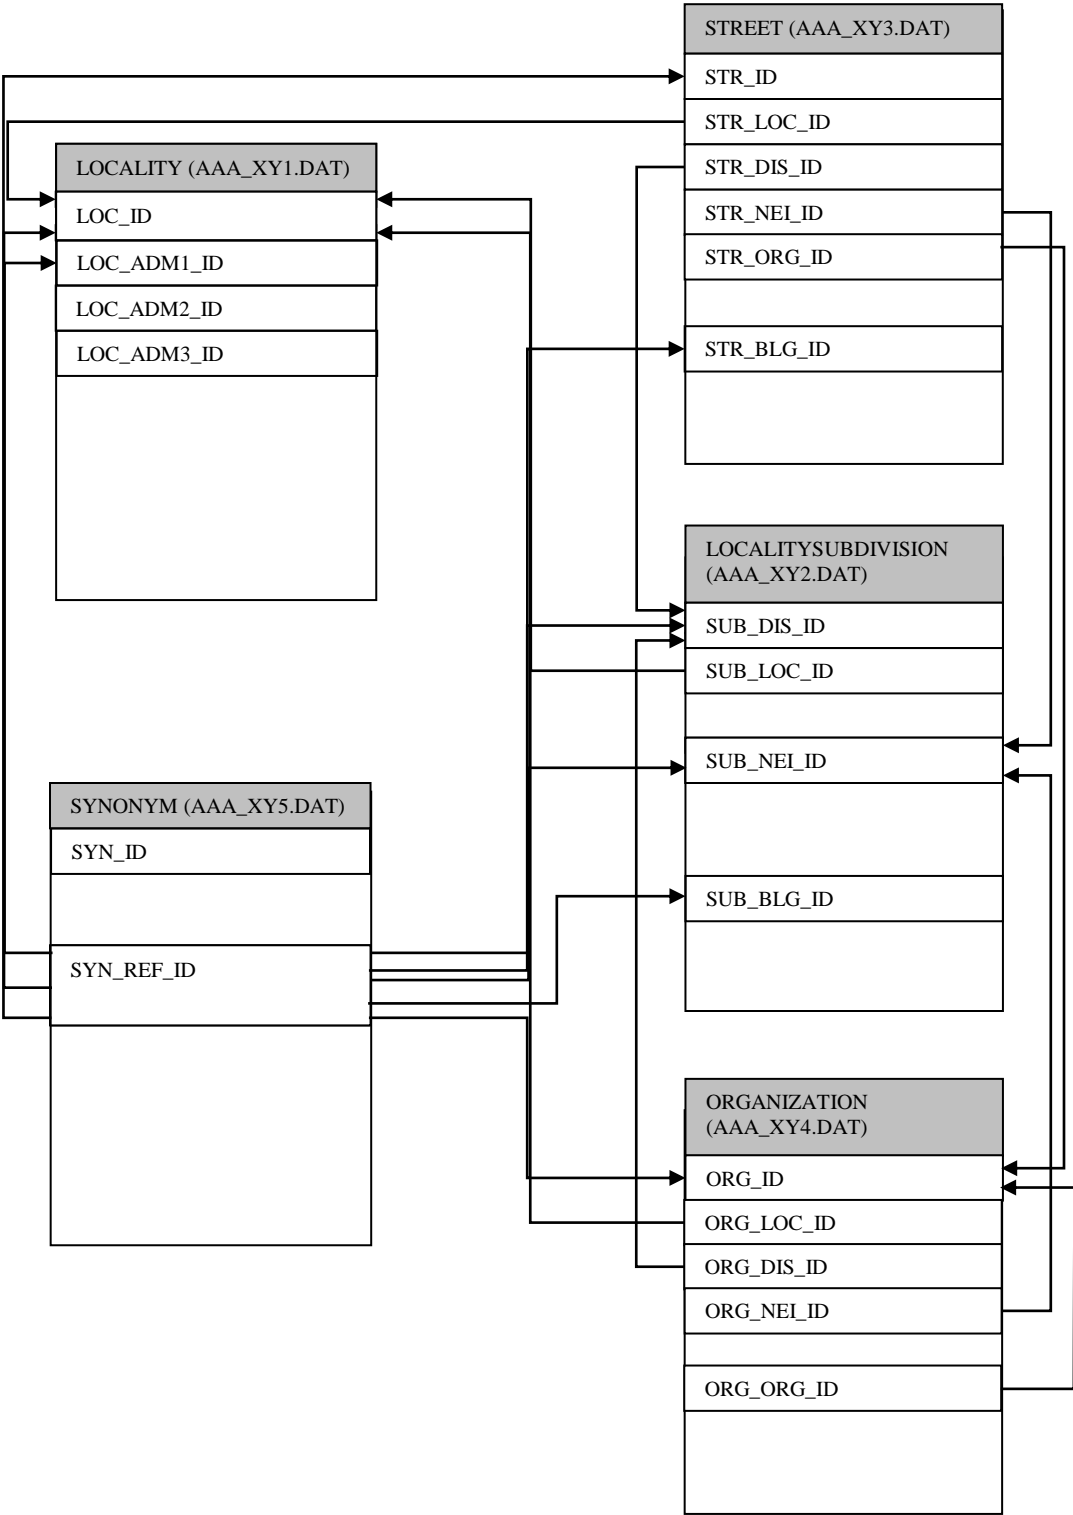 STREET (AAA_XY3.DAT)
STR_ID
STR_LOC_ID
STR_DIS_ID
STR_NEI_ID
STR_ORG_ID
STR_BLG_ID
LOCALITY (AAA_XY1.DAT)
LOC_ID
LOC_ADM1_ID
LOC_ADM2_ID
LOC_ADM3_ID
LOCALITYSUBDIVISION
(AAA_XY2.DAT)
SUB_DIS_ID
SUB_LOC_ID
SUB_NEI_ID
SUB_BLG_ID
SYNONYM (AAA_XY5.DAT)
SYN_ID
SYN_REF_ID
ORGANIZATION
(AAA_XY4.DAT)
ORG_ID
ORG_LOC_ID
ORG_DIS_ID
ORG_NEI_ID
ORG_ORG_ID